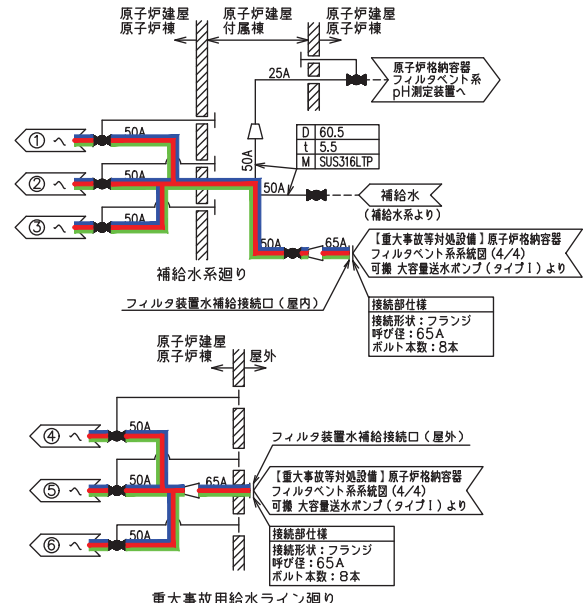 原子炉建屋
原子炉棟
原子炉建屋
付属棟
原子炉建屋
原子炉棟
25A
原子炉格納容器
フィルタベント系
pH測定装置へ
50A
① へ
50A
② へ
50A
③ へ
50A
D 60.5
t 5.5
M SUS316LTP
50A
補給水
(補給水系より)
50A
65A
【重大事故等対処設備】原子炉格納容器
フィルタベント系系統図(4/4)
可搬 大容量送水ポンプ(タイプⅠ)より
補給水系廻り
フィルタ装置水補給接続口(屋内)
接続部仕様
接続形状:フランジ
呼び径:65A
ボルト本数:8本
原子炉建屋
原子炉棟
屋外
50A
④ へ
50A
⑤ へ
50A
⑥ へ
65A
フィルタ装置水補給接続口(屋外)
【重大事故等対処設備】原子炉格納容器
フィルタベント系系統図(4/4)
可搬 大容量送水ポンプ(タイプⅠ)より
接続部仕様
接続形状:フランジ
呼び径:65A
ボルト本数:8本
重大事故用給水ライン廻り